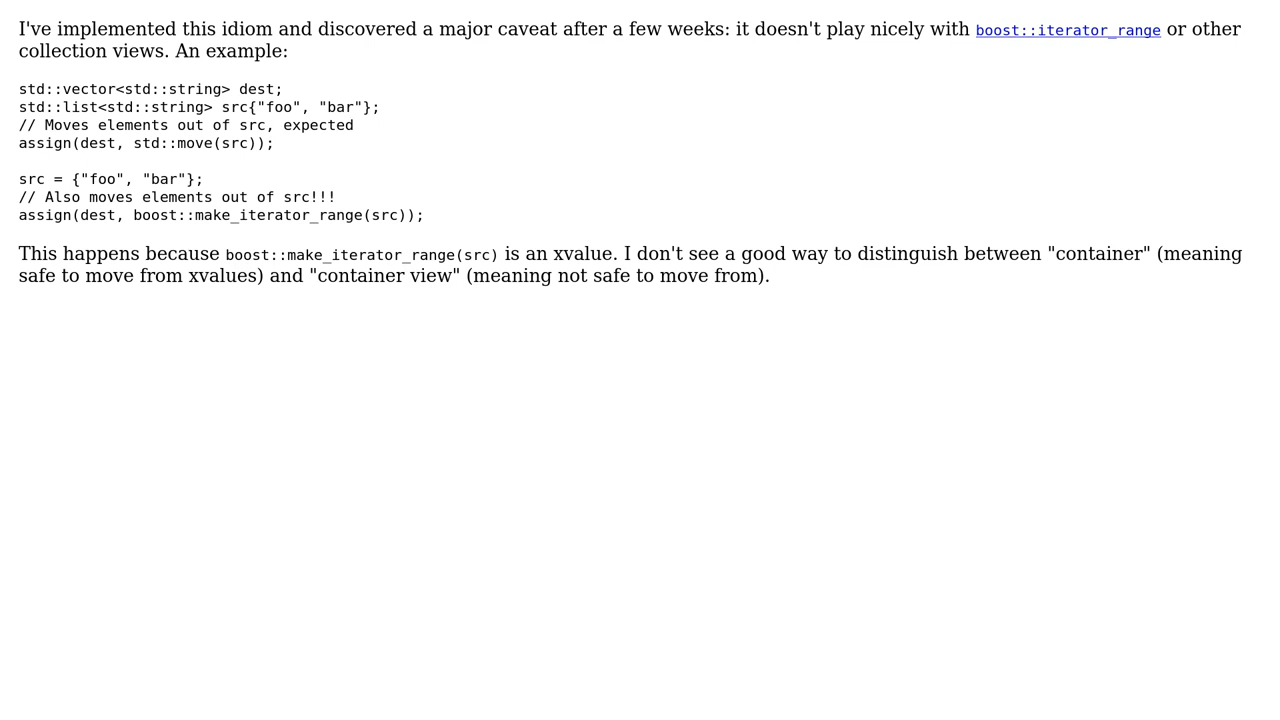 I've implemented this idiom and discovered a major caveat after a few weeks: it doesn't play nicely with boost::iterator_range or other
collection views. An example:
std::vector<std::string> dest;
std::list<std::string> src{"foo", "bar"};
// Moves elements out of src, expected
assign(dest, std::move(src));
src = {"foo", "bar"};
// Also moves elements out of src!!!
assign(dest, boost::make_iterator_range(src));
This happens because boost::make_iterator_range(src) is an xvalue. I don't see a good way to distinguish between "container" (meaning
safe to move from xvalues) and "container view" (meaning not safe to move from).